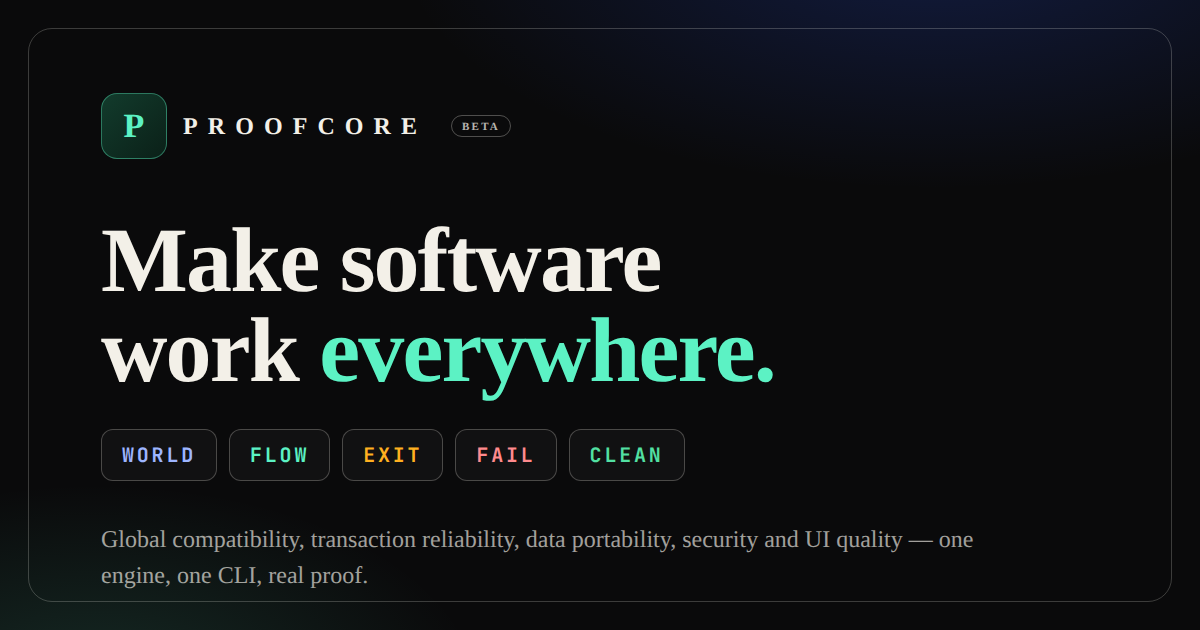 P PROOFCORE BETA
Make software
work everywhere.
WORLD FLOW EXIT FAIL CLEAN
Global compatibility, transaction reliability, data portability, security and UI quality — one
engine, one CLI, real proof.